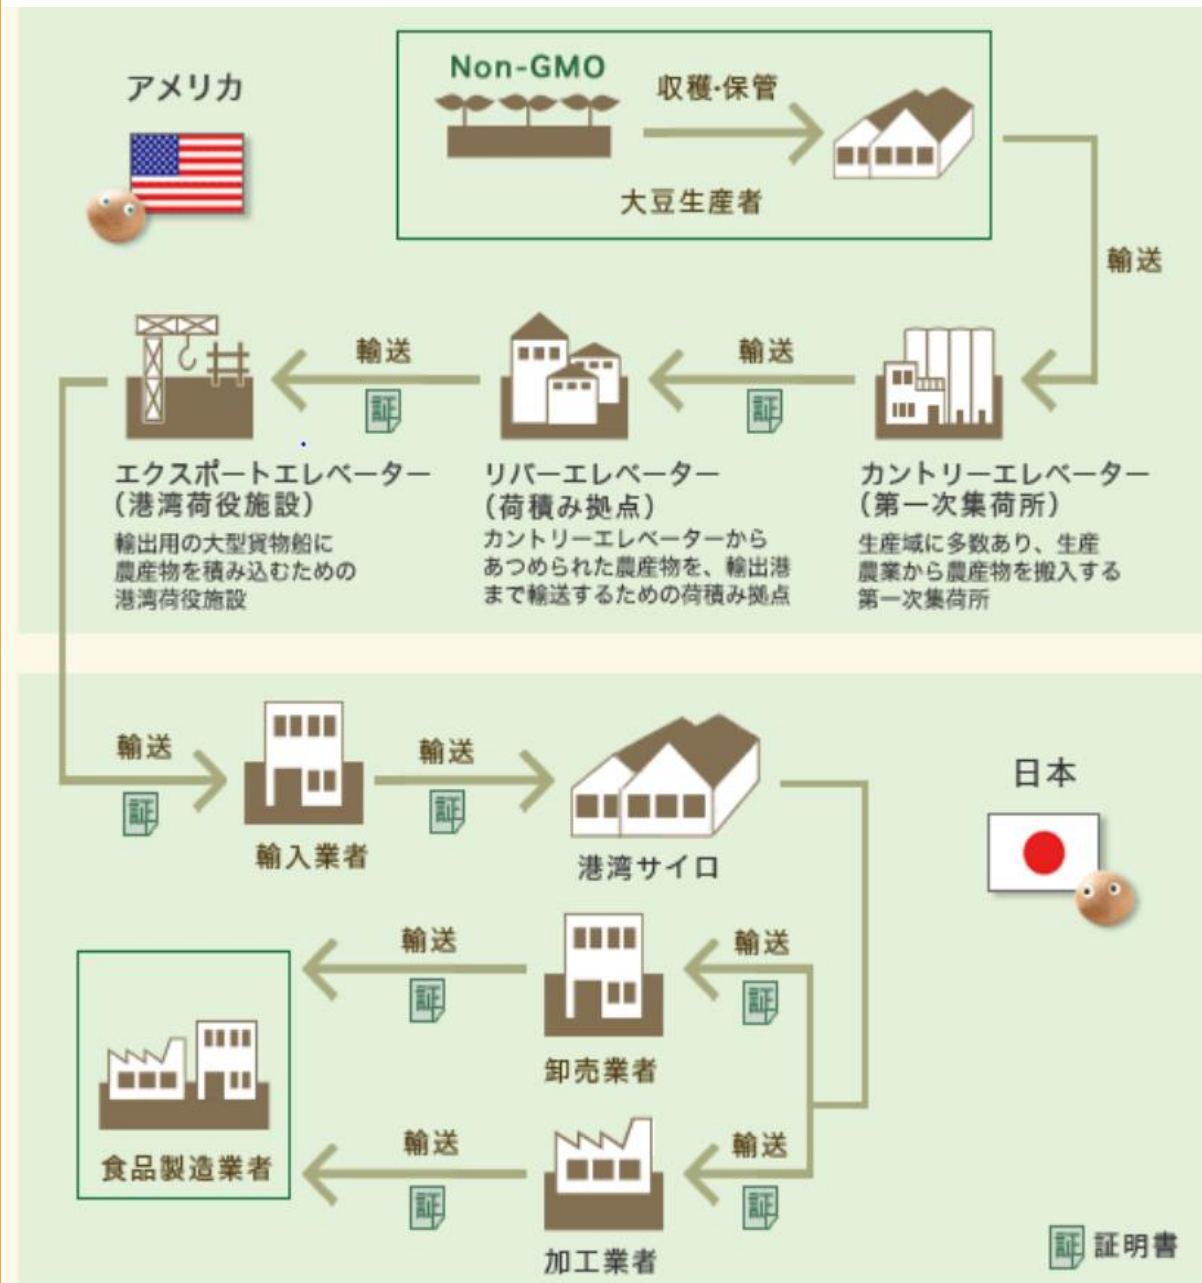 アメリカ
Non-GMO
収穫・保管
大豆生産者
輸送
輸送
証
輸送
証
エクスポートエレベーター
(港湾荷役施設)
輸出用の大型貨物船に
農産物を積み込むための
港湾荷役施設
リバーエレベーター
(荷積み拠点)
カントリーエレベーターから
あつめられた農産物を、輸出港
まで輸送するための荷積み拠点
カントリーエレベーター
(第一次集荷所)
生産域に多数あり、生産
農業から農産物を搬入する
第一次集荷所
輸送
証
輸入業者
輸送
証
港湾サイロ
日本
輸送
証
卸売業者
輸送
証
輸送
証
加工業者
輸送
証
食品製造業者
証 証明書